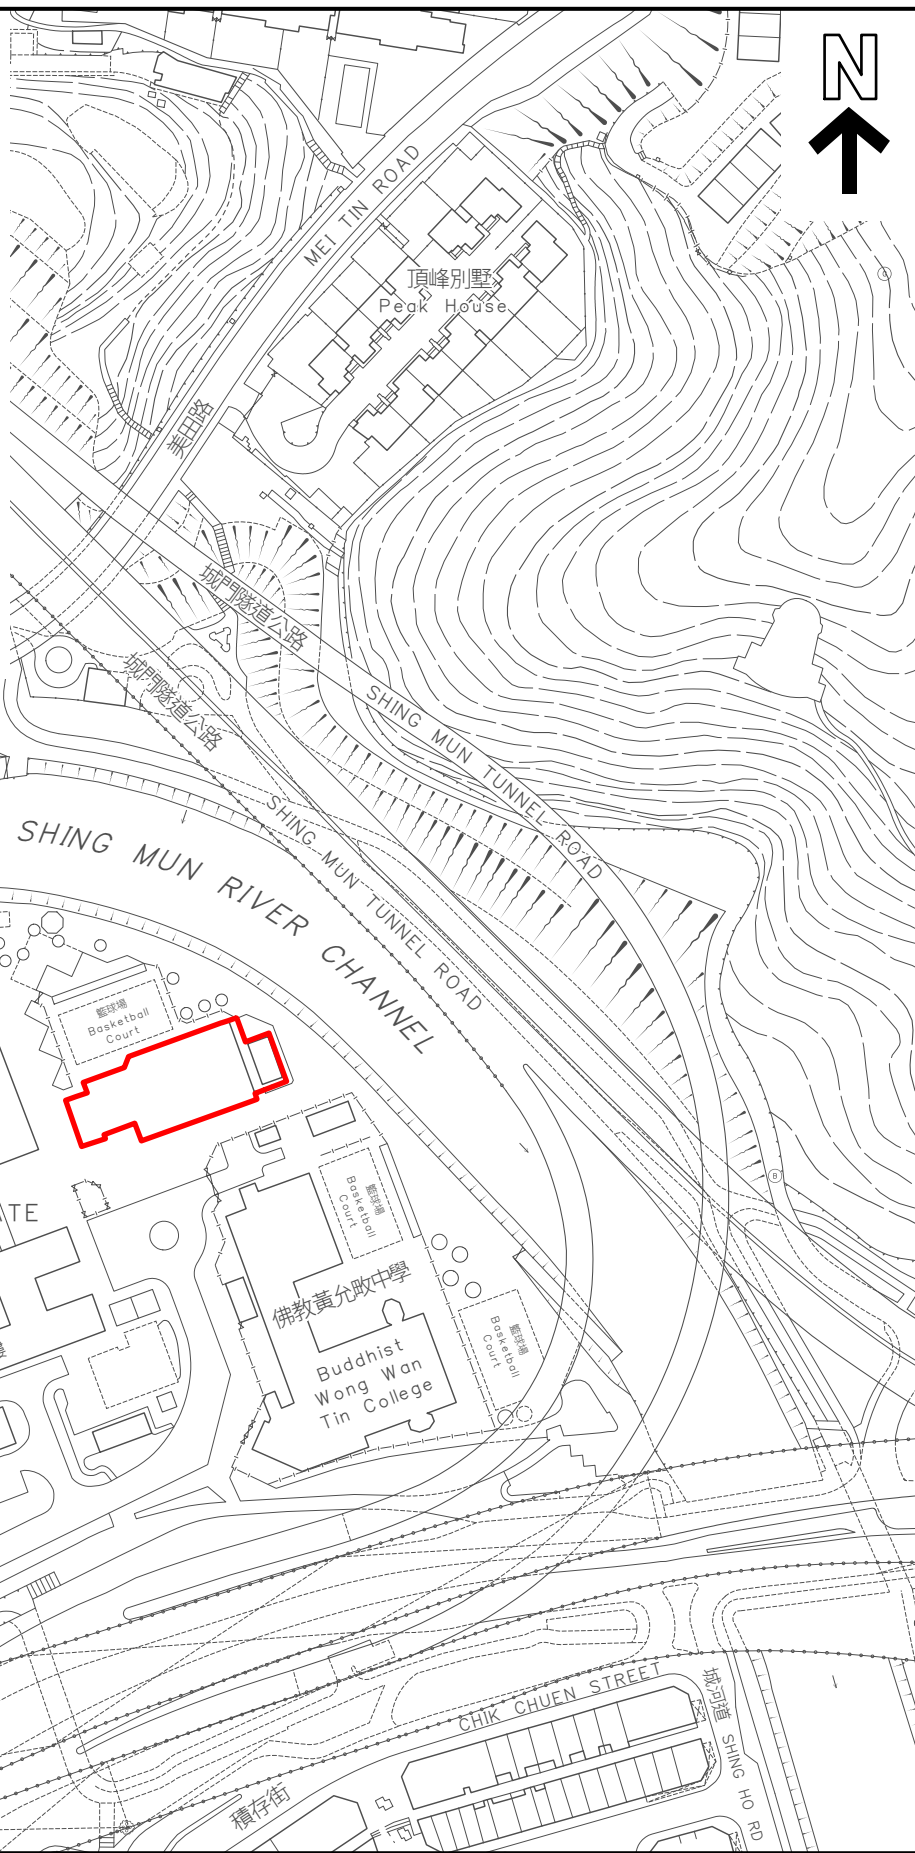 N
MEI TIN ROAD
頂峰別墅
Peak House
美田路
城門隧道公路
城門隧道公路
SHING MUN TUNNEL ROAD
SHING MUN TUNNEL ROAD
SHING MUN RIVER CHANNEL
籃球場
Basketball
Court
籃球場
Basketball
Court
佛教黃允畋中學
Buddhist
Wong Wan
Tin College
籃球場
Basketball
Court
B
TE
CHIK CHUEN STREET
積存街
城河道 SHING HO RD